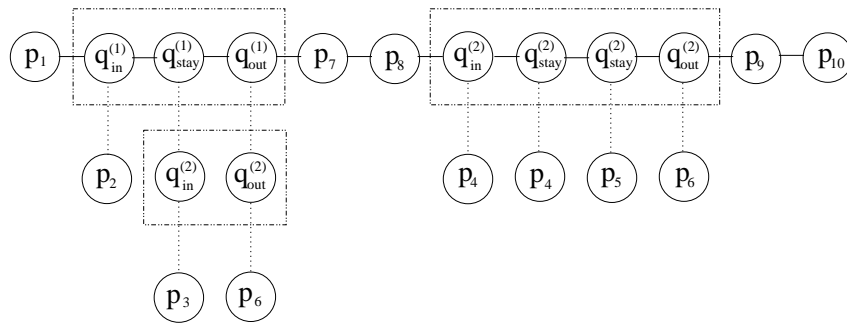 p₁ q⁽¹⁾in q⁽¹⁾stay q⁽¹⁾out p₇ p₈ q⁽²⁾in q⁽²⁾stay q⁽²⁾stay q⁽²⁾out p₉ p₁₀
p₂ q⁽²⁾in q⁽²⁾out p₄ p₄ p₅ p₆
p₃ p₆